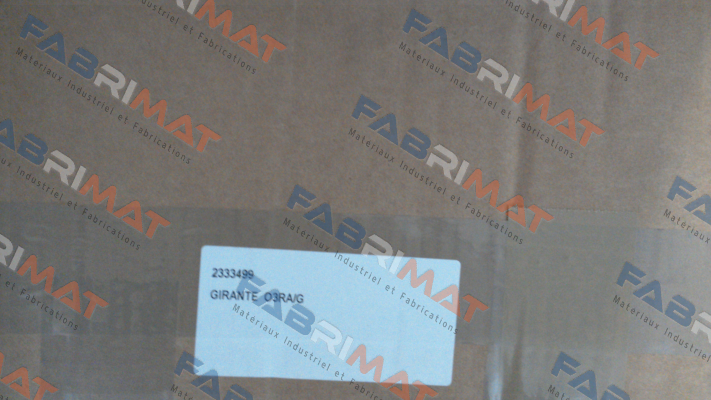 FABRIMAT
Matériaux Industriel et Fabrications
2333499
GIRANTE O3RA/G